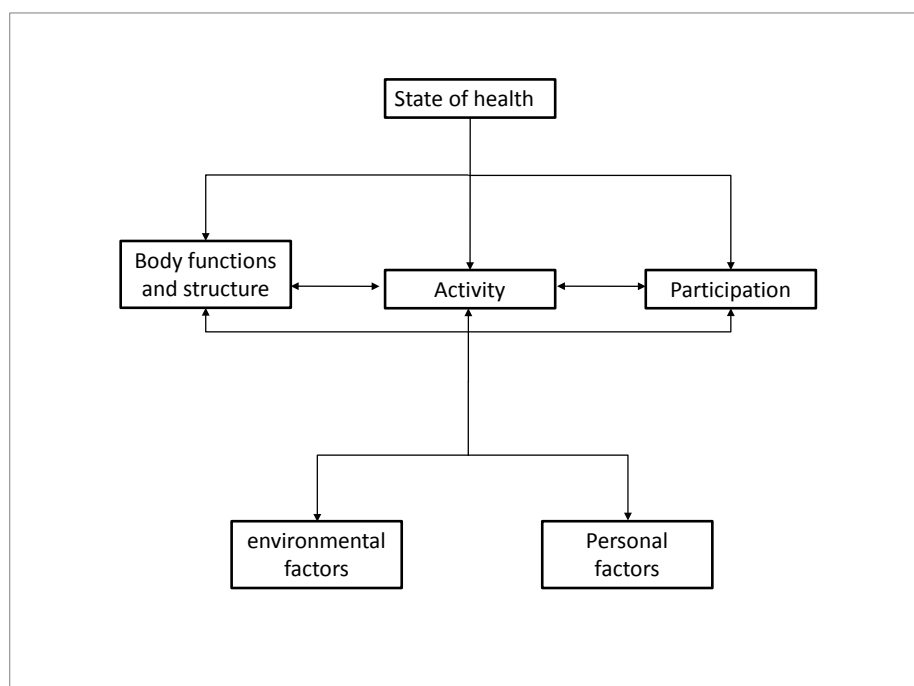 State of health
Body functions
and structure
Activity
Participation
environmental
factors
Personal
factors